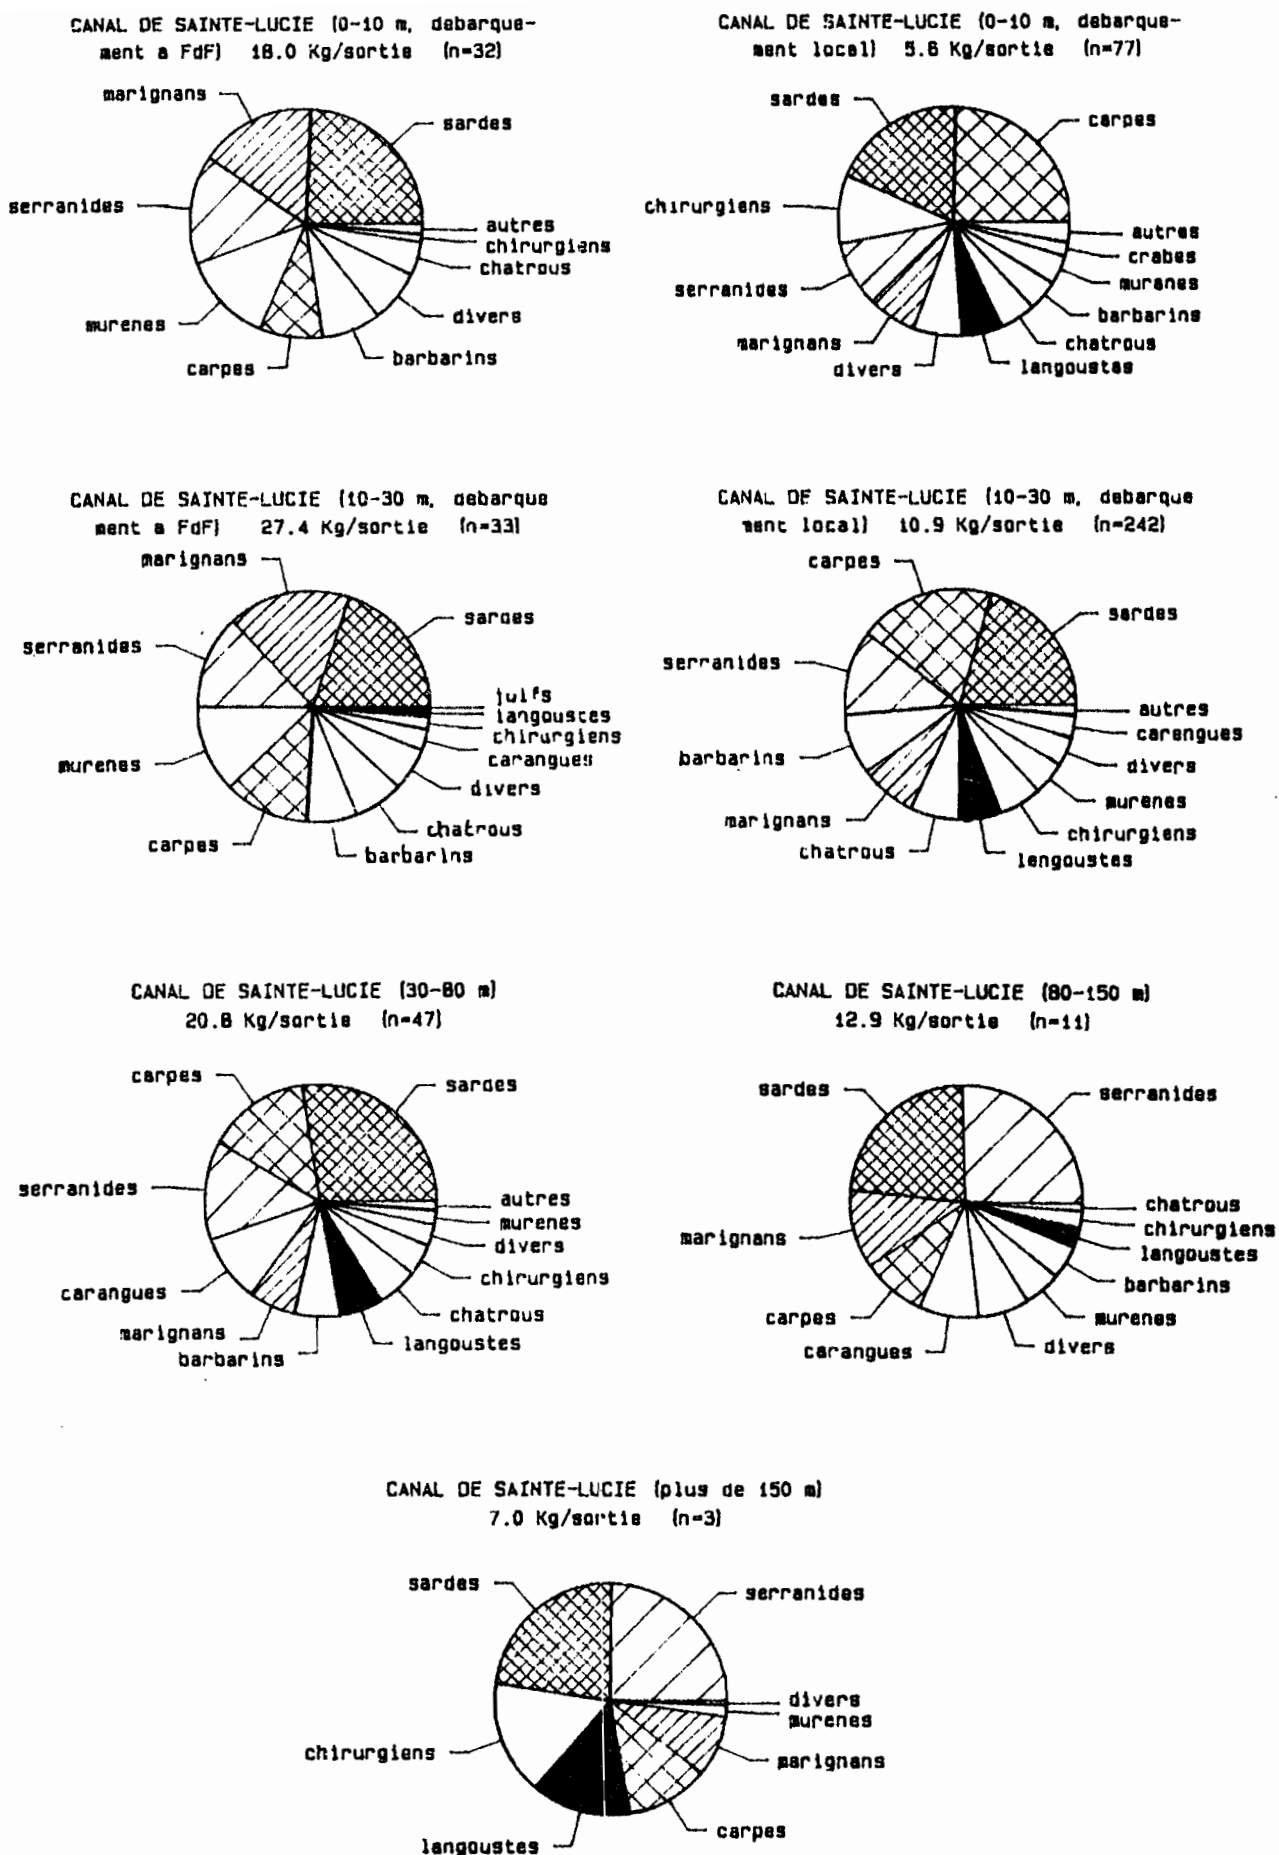 CANAL DE SAINTE-LUCIE (0-10 m, debarque-
ment a FdF) 18.0 Kg/sortie (n=32)
marignans
sardes
serranides
autres
chirurgiens
chatrous
divers
murenes
barbarins
carpes
CANAL DE SAINTE-LUCIE (0-10 m, debarque-
ment local) 5.6 Kg/sortie (n=77)
sardes
carpes
chirurgiens
autres
crabes
murenes
serranides
barbarins
marignans
chatrous
divers
langoustes
CANAL DE SAINTE-LUCIE (10-30 m, debarque
ment a FdF) 27.4 Kg/sortie (n=33)
marignans
sardes
serranides
juifs
langoustes
chirurgiens
carangues
murenes
divers
chatrous
carpes
barbarins
CANAL DE SAINTE-LUCIE (10-30 m, debarque
ment local) 10.9 Kg/sortie (n=242)
carpes
sardes
serranides
autres
carangues
barbarins
divers
murenes
marignans
chirurgiens
chatrous
langoustes
CANAL DE SAINTE-LUCIE (30-80 m)
20.8 Kg/sortie (n=47)
carpes
sardes
serranides
autres
murenes
divers
chirurgiens
carangues
chatrous
marignans
langoustes
barbarins
CANAL DE SAINTE-LUCIE (80-150 m)
12.9 Kg/sortie (n=11)
sardes
serranides
chatrous
chirurgiens
marignans
langoustes
barbarins
carpes
murenes
carangues
divers
CANAL DE SAINTE-LUCIE (plus de 150 m)
7.0 Kg/sortie (n=3)
sardes
serranides
divers
murenes
chirurgiens
marignans
carpes
langoustes